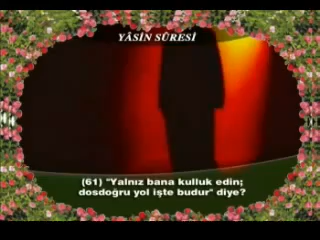 YÂSİN SÛRESİ
(61) "Yalnız bana kulluk edin;
dosdoğru yol işte budur" diye?